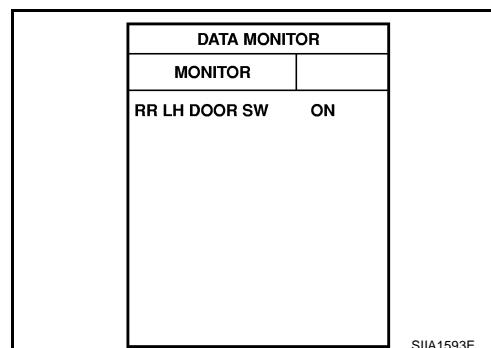 DATA MONITOR
MONITOR
RR LH DOOR SW ON
SIIA1593E